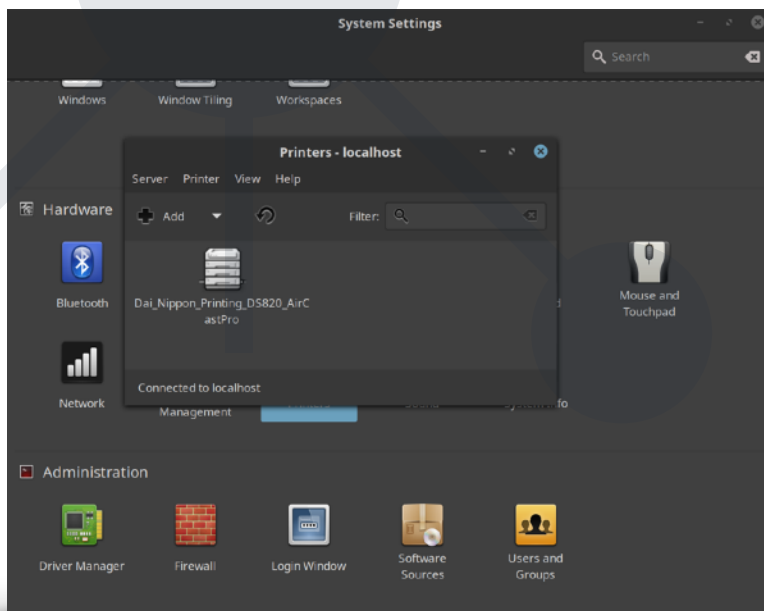 System Settings
Search
Windows
Window Tiling
Workspaces
Printers - localhost
Server Printer View Help
Hardware
Add
Filter:
Bluetooth
Dai_Nippon_Printing_DS820_AirC
astPro
Mouse and
Touchpad
Connected to localhost
Network
Management
Administration
Driver Manager
Firewall
Login Window
Software
Sources
Users and
Groups